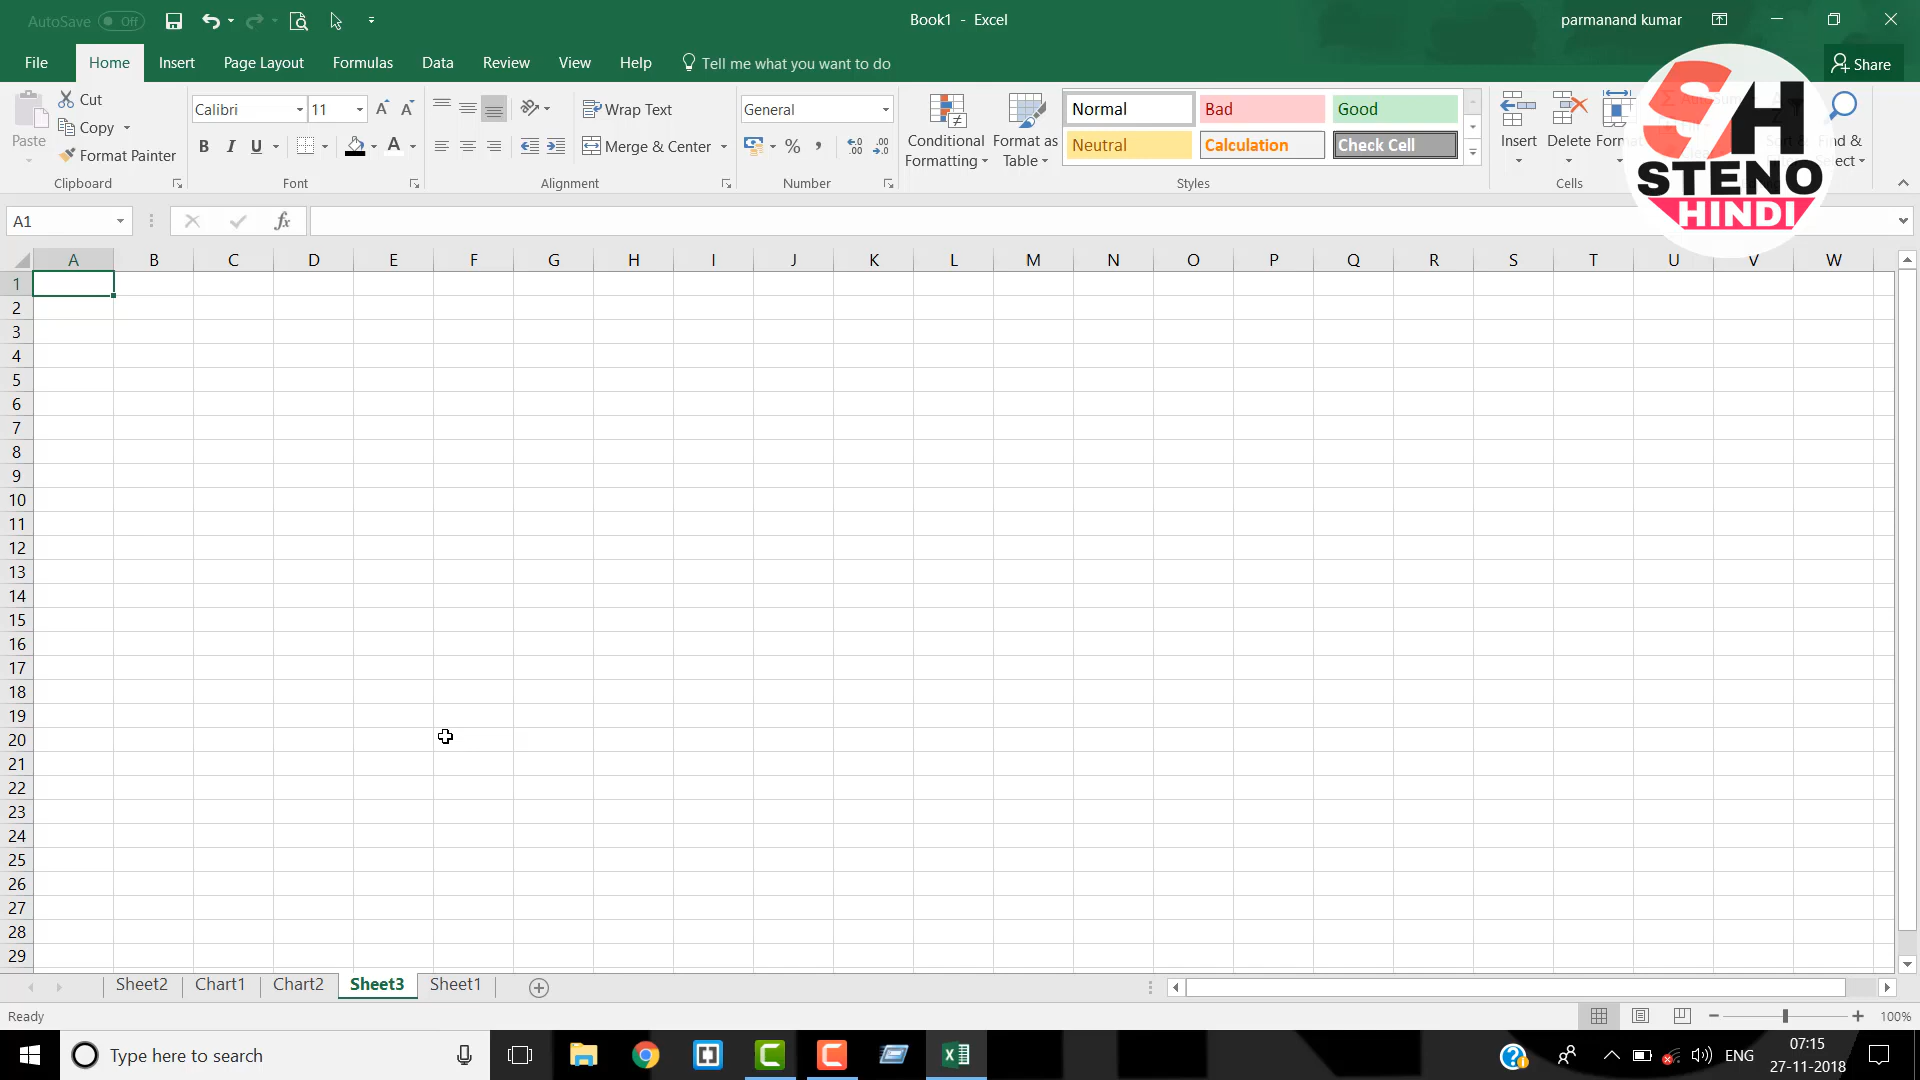 AutoSave Off
Book1 - Excel
parmanand kumar
File Home Insert Page Layout Formulas Data Review View Help Tell me what you want to do
Share
Paste
Cut
Copy
Format Painter
Clipboard
Calibri 11
B I U A
Font
Wrap Text
Merge & Center
Alignment
General
% ,
Number
Conditional Formatting
Format as Table
Normal Bad Good
Neutral Calculation Check Cell
Styles
Insert Delete
Cells
Find &
Select
SH
STENO
HINDI
A1
fx
A B C D E F G H I J K L M N O P Q R S T U V W
1
2
3
4
5
6
7
8
9
10
11
12
13
14
15
16
17
18
19
20
21
22
23
24
25
26
27
28
29
Sheet2 Chart1 Chart2 Sheet3 Sheet1
Ready
100%
Type here to search
ENG
07:15
27-11-2018